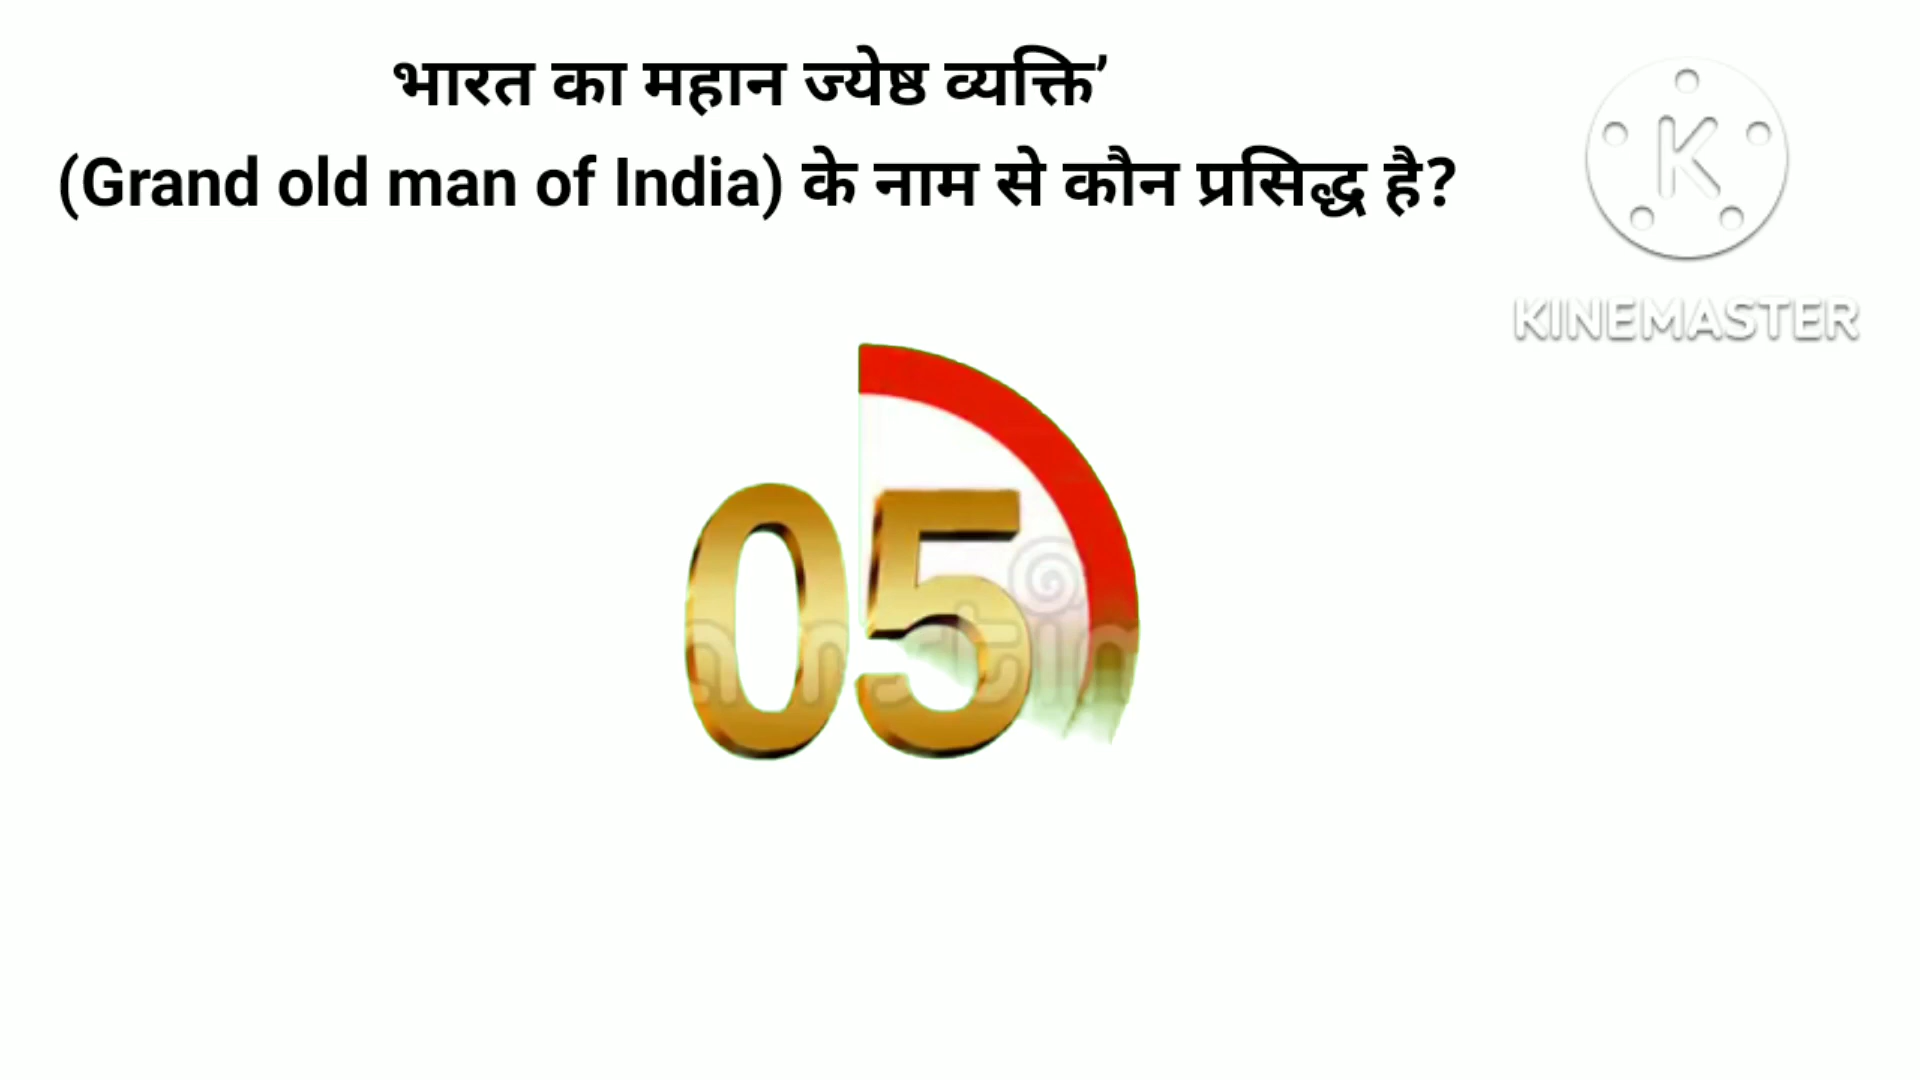 भारत का महान ज्येष्ठ व्यक्ति’
(Grand old man of India) के नाम से कौन प्रसिद्ध है?
K
KINEMASTER
05